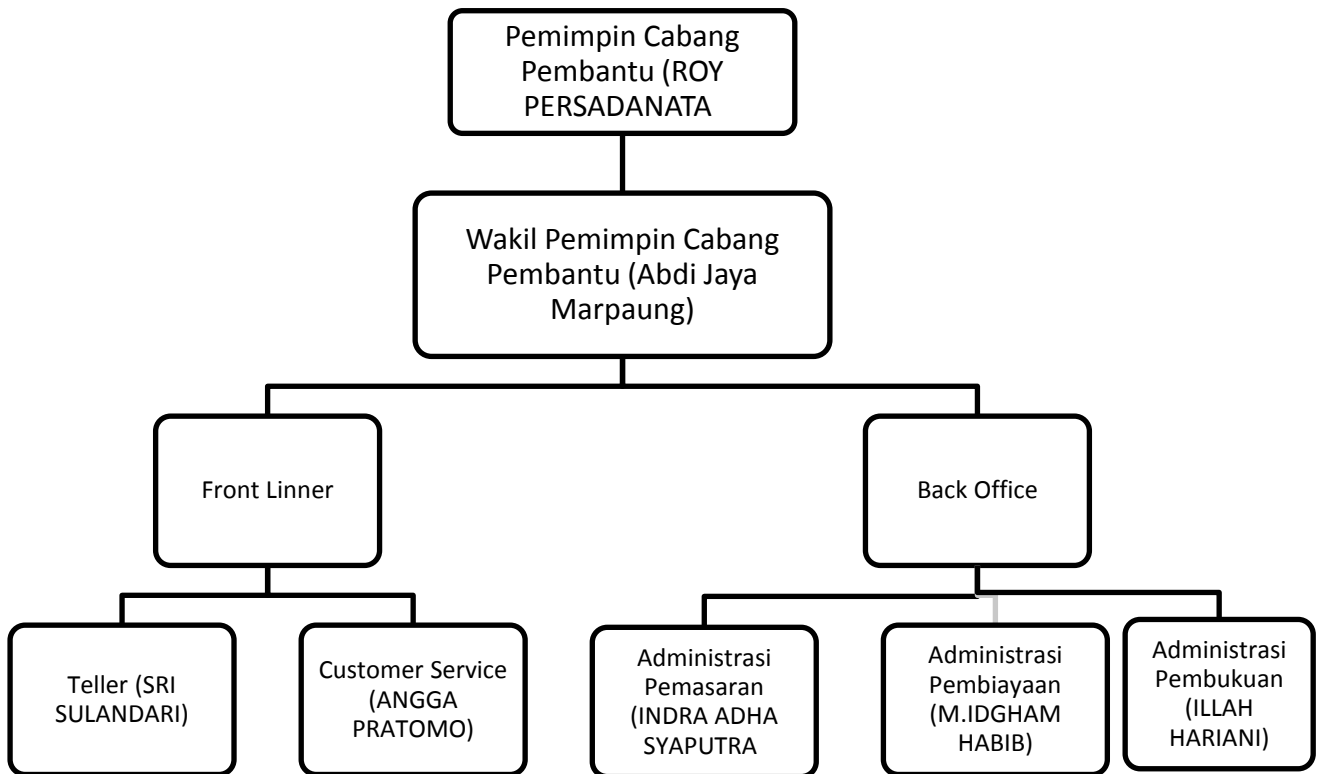 Pemimpin Cabang
Pembantu (ROY
PERSADANATA
Wakil Pemimpin Cabang
Pembantu (Abdi Jaya
Marpaung)
Front Linner
Back Office
Teller (SRI
SULANDARI)
Customer Service
(ANGGA
PRATOMO)
Administrasi
Pemasaran
(INDRA ADHA
SYAPUTRA
Administrasi
Pembiayaan
(M.IDGHAM
HABIB)
Administrasi
Pembukuan
(ILLAH
HARIANI)